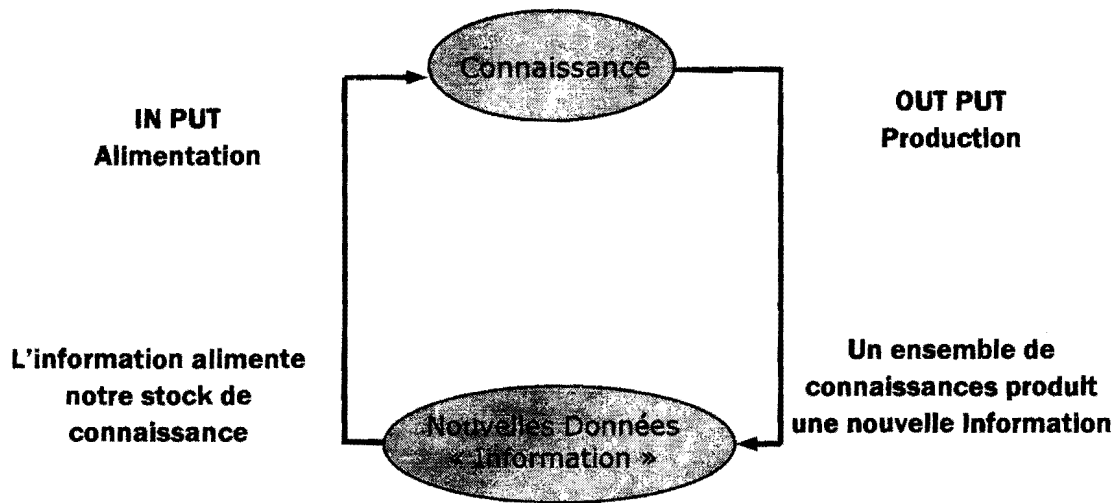 Connaissance
IN PUT
Alimentation
OUT PUT
Production
L'information alimente
notre stock de
connaissance
Un ensemble de
connaissances produit
une nouvelle Information
Nouvelles Données
« Information »